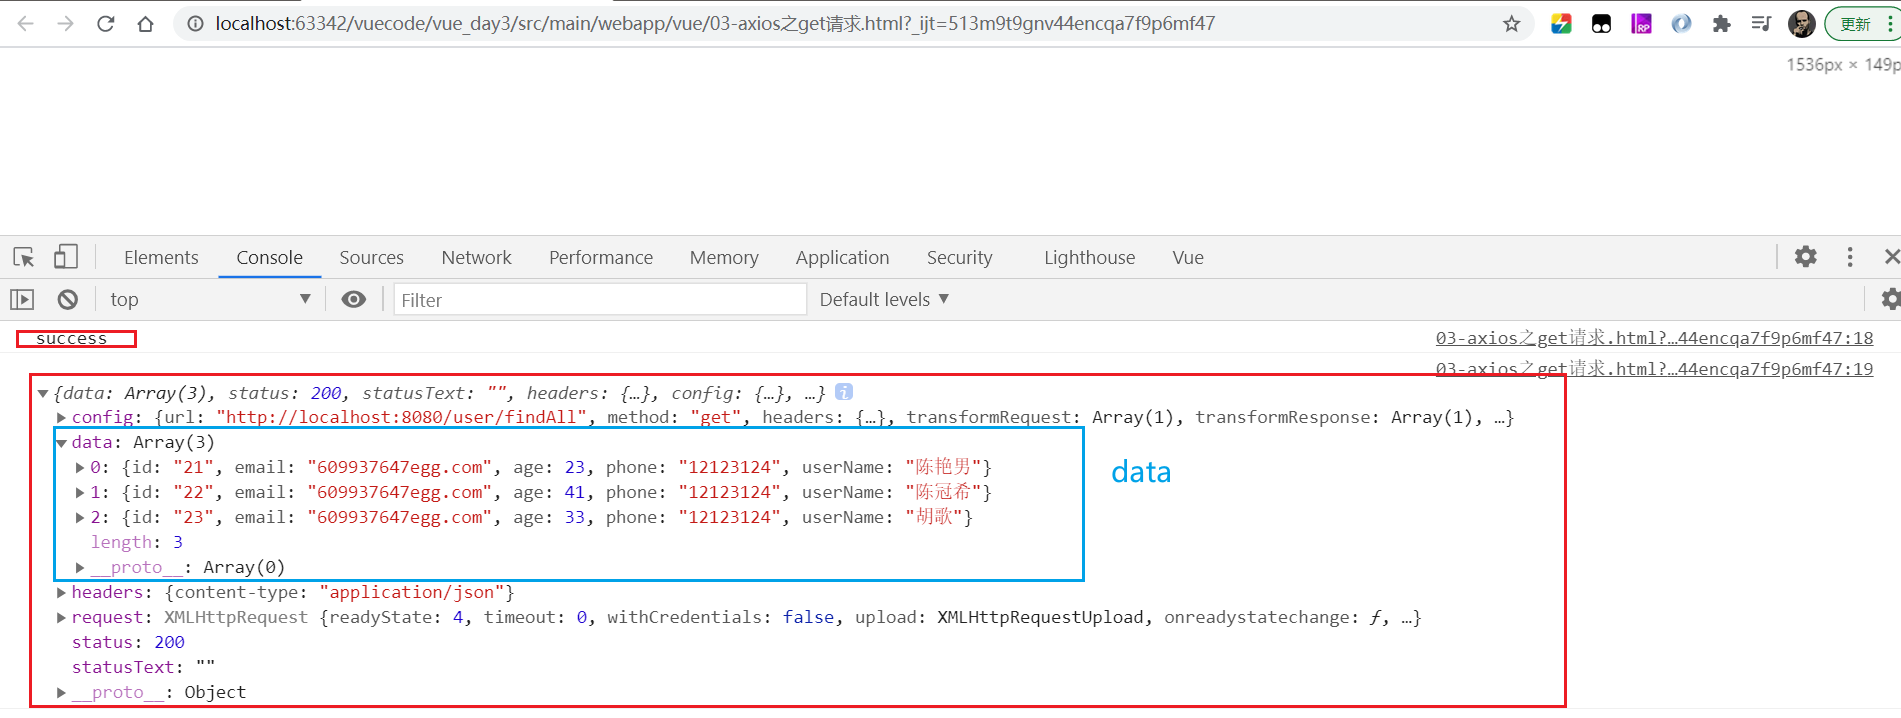 localhost:63342/vuecode/vue_day3/src/main/webapp/vue/03-axios之get请求.html?_ijt=513m9t9gnv44encqa7f9p6mf47
RP
更新
1536px × 149p
Elements Console Sources Network Performance Memory Application Security Lighthouse Vue
top Filter Default levels
success 03-axios之get请求.html?…44encqa7f9p6mf47:18
03-axios之get请求.html?…44encqa7f9p6mf47:19
{data: Array(3), status: 200, statusText: "", headers: {…}, config: {…}, …} i
config: {url: "http://localhost:8080/user/findAll", method: "get", headers: {…}, transformRequest: Array(1), transformResponse: Array(1), …}
data: Array(3)
0: {id: "21", email: "609937647egg.com", age: 23, phone: "12123124", userName: "陈艳男"}
data
1: {id: "22", email: "609937647egg.com", age: 41, phone: "12123124", userName: "陈冠希"}
2: {id: "23", email: "609937647egg.com", age: 33, phone: "12123124", userName: "胡歌"}
length: 3
__proto__: Array(0)
headers: {content-type: "application/json"}
request: XMLHttpRequest {readyState: 4, timeout: 0, withCredentials: false, upload: XMLHttpRequestUpload, onreadystatechange: ƒ, …}
status: 200
statusText: ""
__proto__: Object